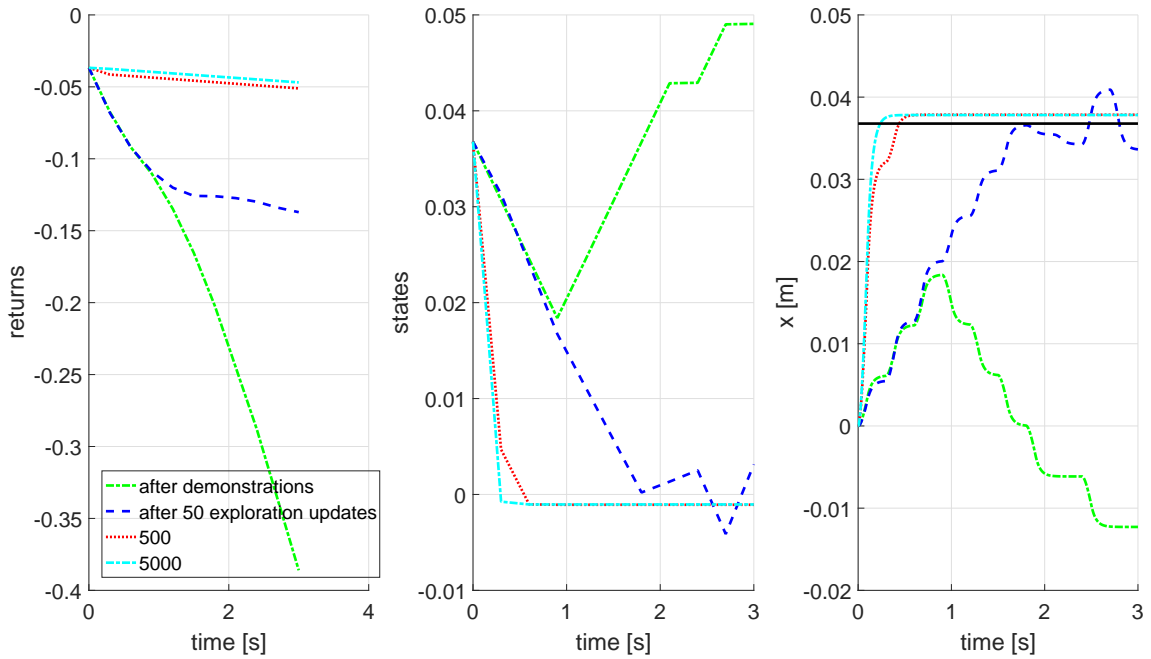 0
-0.05
-0.1
-0.15
-0.2
-0.25
-0.3
-0.35
-0.4
returns
0 2 4
time [s]
after demonstrations
after 50 exploration updates
500
5000
0.05
0.04
0.03
0.02
0.01
0
-0.01
states
0 1 2 3
time [s]
0.05
0.04
0.03
0.02
0.01
0
-0.01
-0.02
x [m]
0 1 2 3
time [s]